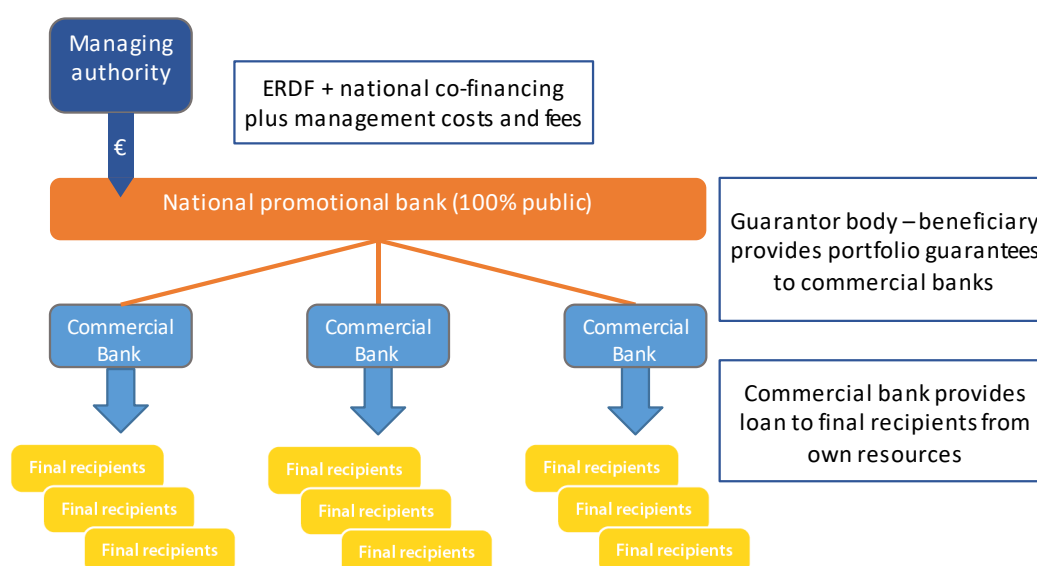 Managing
authority
ERDF + national co-financing
plus management costs and fees
€
National promotional bank (100% public)
Guarantor body – beneficiary
provides portfolio guarantees
to commercial banks
Commercial
Bank
Commercial
Bank
Commercial
Bank
Commercial bank provides
loan to final recipients from
own resources
Final recipients
Final recipients
Final recipients
Final recipients
Final recipients
Final recipients
Final recipients
Final recipients
Final recipients